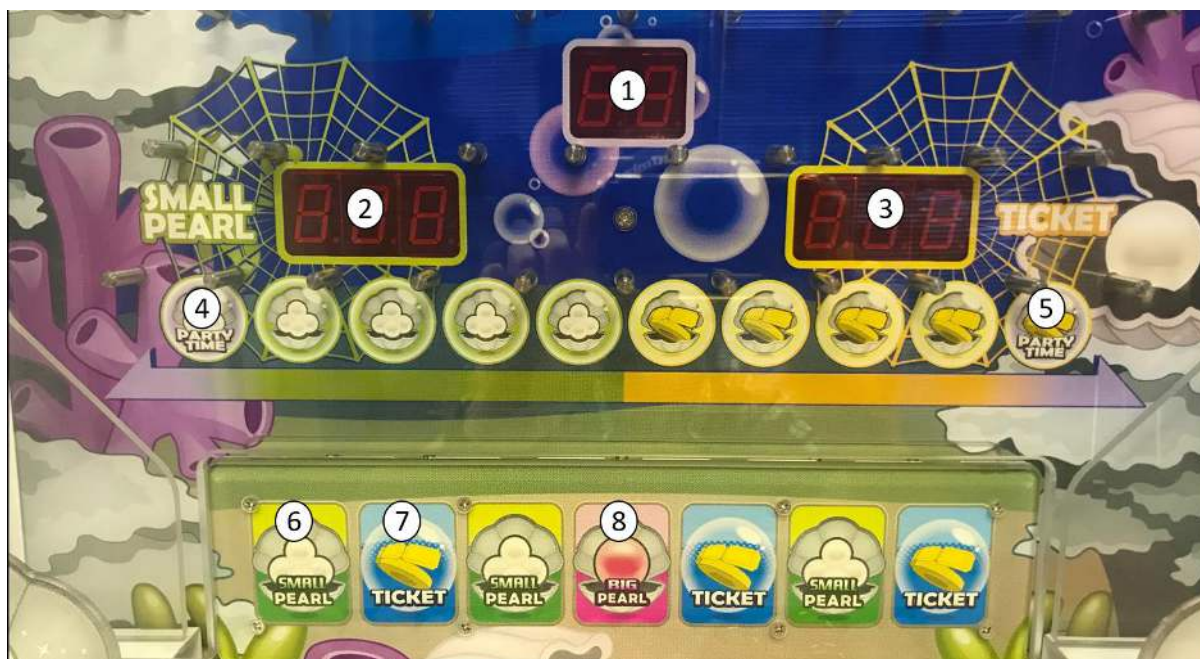 1
SMALL
PEARL
2
3
TICKET
4
PARTY
TIME
5
PARTY
TIME
6
SMALL
PEARL
7
TICKET
SMALL
PEARL
8
BIG
PEARL
TICKET
SMALL
PEARL
TICKET